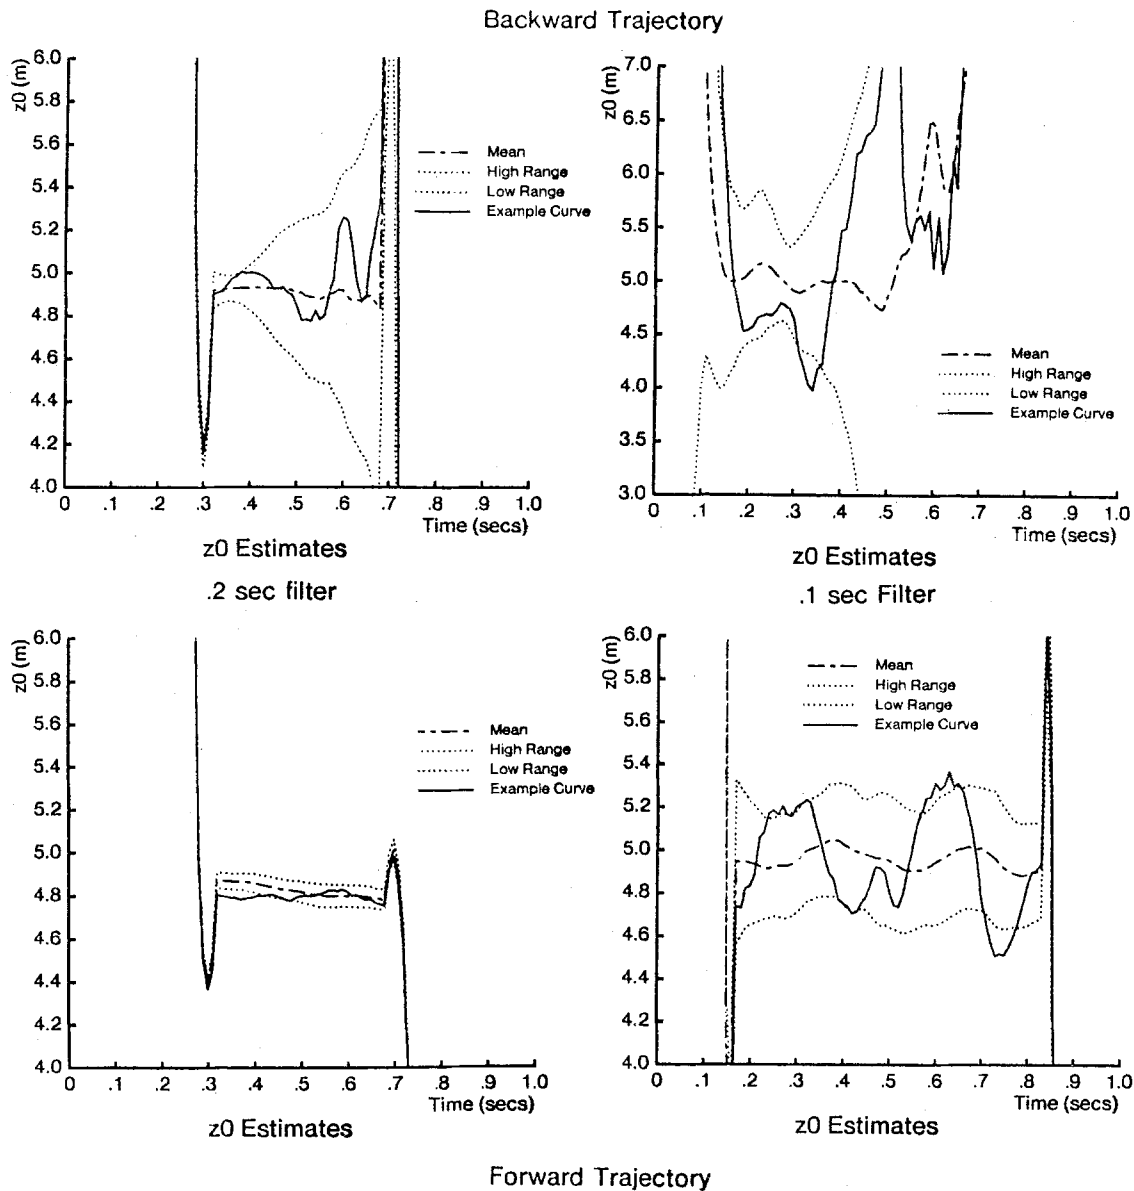 Backward Trajectory
z0 (m)
6.0
5.8
5.6
5.4
5.2
5.0
4.8
4.6
4.4
4.2
4.0
0 .1 .2 .3 .4 .5 .6 .7 .8 .9 1.0
Time (secs)
Mean
High Range
Low Range
Example Curve
z0 Estimates
.2 sec filter
z0 (m)
7.0
6.5
6.0
5.5
5.0
4.5
4.0
3.5
3.0
0 .1 .2 .3 .4 .5 .6 .7 .8 .9 1.0
Time (secs)
Mean
High Range
Low Range
Example Curve
z0 Estimates
.1 sec Filter
z0 (m)
6.0
5.8
5.6
5.4
5.2
5.0
4.8
4.6
4.4
4.2
4.0
0 .1 .2 .3 .4 .5 .6 .7 .8 .9 1.0
Time (secs)
Mean
High Range
Low Range
Example Curve
z0 Estimates
z0 (m)
6.0
5.8
5.6
5.4
5.2
5.0
4.8
4.6
4.4
4.2
4.0
0 .1 .2 .3 .4 .5 .6 .7 .8 .9 1.0
Time (secs)
Mean
High Range
Low Range
Example Curve
z0 Estimates
Forward Trajectory